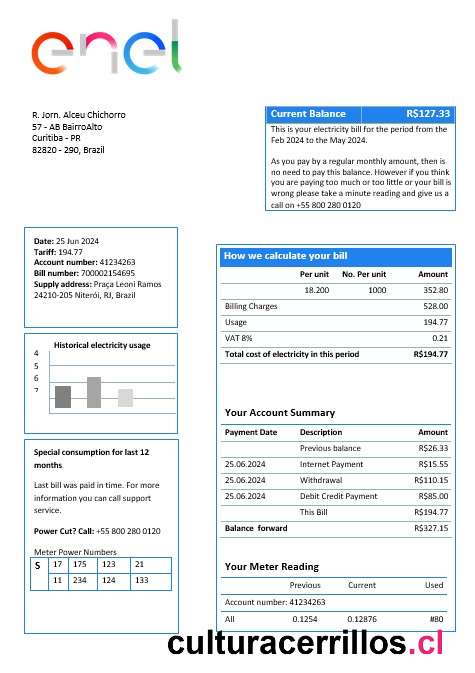 enel
R. Jorn. Alceu Chichorro
57 - AB BairroAlto
Curitiba - PR
82820 - 290, Brazil
Current Balance R$127.33
This is your electricity bill for the period from the
Feb 2024 to the May 2024.
As you pay by a regular monthly amount, then is
no need to pay this balance. However if you think
you are paying too much or too little or your bill is
wrong please take a minute reading and give us a
call on +55 800 280 0120
Date: 25 Jun 2024
Tariff: 194.77
Account number: 41234263
Bill number: 700002154695
Supply address: Praça Leoni Ramos
24210-205 Niterói, RJ, Brazil
Historical electricity usage
4
5
6
7
Special consumption for last 12
months
Last bill was paid in time. For more
information you can call support
service.
Power Cut? Call: +55 800 280 0120
Meter Power Numbers
S 17 175 123 21
11 234 124 133
How we calculate your bill
Per unit No. Per unit Amount
18.200 1000 352.80
Billing Charges 528.00
Usage 194.77
VAT 8% 0.21
Total cost of electricity in this period R$194.77
Your Account Summary
Payment Date Description Amount
Previous balance R$26.33
25.06.2024 Internet Payment R$15.55
25.06.2024 Withdrawal R$110.15
25.06.2024 Debit Credit Payment R$85.00
This Bill R$194.77
Balance forward R$327.15
Your Meter Reading
Previous Current Used
Account number: 41234263
All 0.1254 0.12876 #80
culturacerrillos.cl